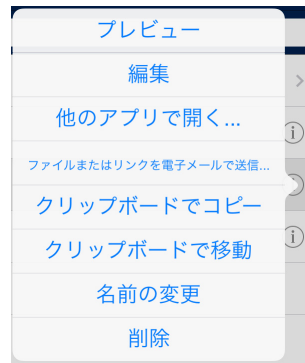 プレビュー
編集
他のアプリで開く...
ファイルまたはリンクを電子メールで送信...
クリップボードでコピー
クリップボードで移動
名前の変更
削除